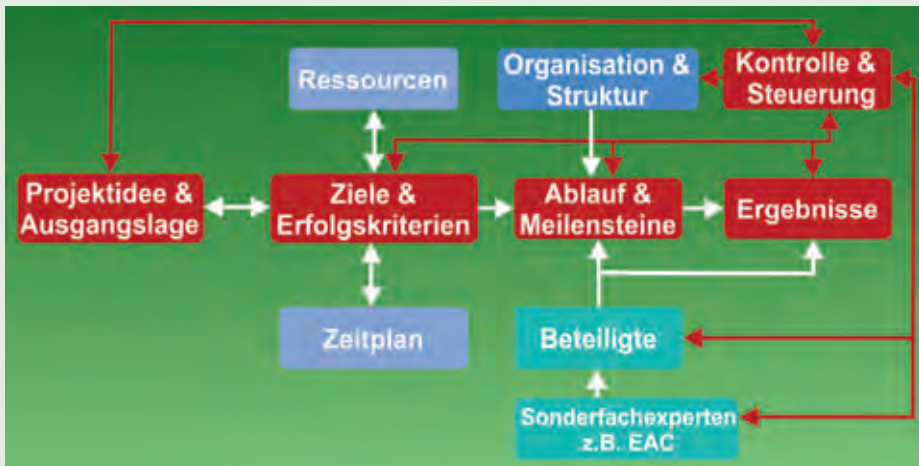 Ressourcen
Organisation &
Struktur
Kontrolle &
Steuerung
Projektidee &
Ausgangslage
Ziele &
Erfolgskriterien
Ablauf &
Meilensteine
Ergebnisse
Zeitplan
Beteiligte
Sonderfachexperten
z.B. EAC